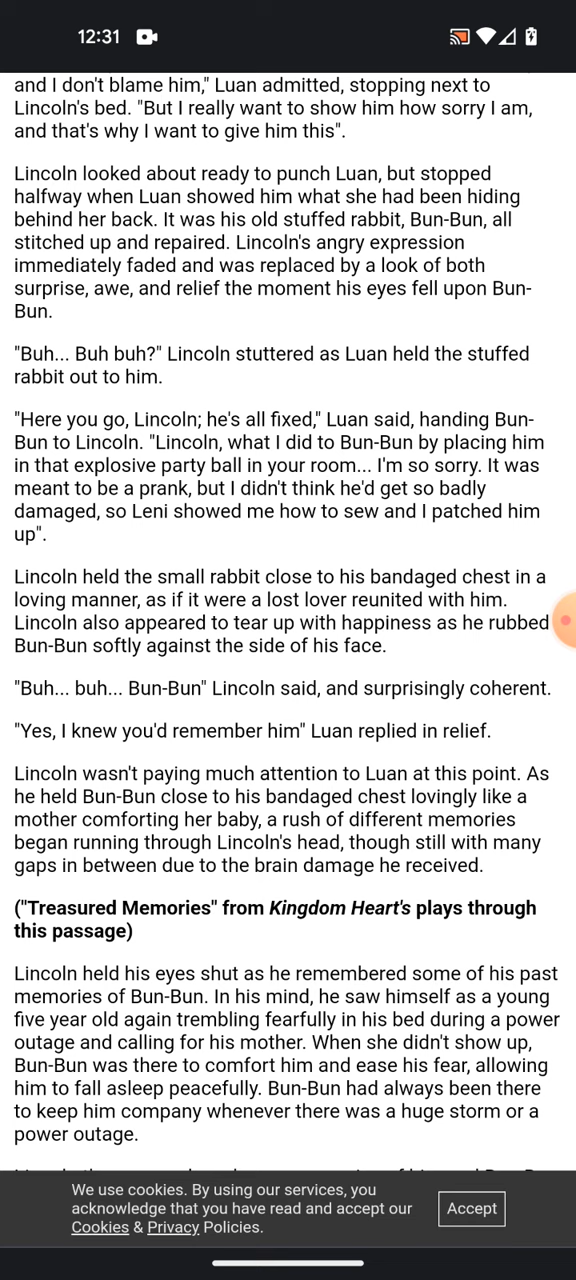 12:31
and I don't blame him," Luan admitted, stopping next to
Lincoln's bed. "But I really want to show him how sorry I am,
and that's why I want to give him this".
Lincoln looked about ready to punch Luan, but stopped
halfway when Luan showed him what she had been hiding
behind her back. It was his old stuffed rabbit, Bun-Bun, all
stitched up and repaired. Lincoln's angry expression
immediately faded and was replaced by a look of both
surprise, awe, and relief the moment his eyes fell upon Bun-
Bun.
"Buh... Buh buh?" Lincoln stuttered as Luan held the stuffed
rabbit out to him.
"Here you go, Lincoln; he's all fixed," Luan said, handing Bun-
Bun to Lincoln. "Lincoln, what I did to Bun-Bun by placing him
in that explosive party ball in your room... I'm so sorry. It was
meant to be a prank, but I didn't think he'd get so badly
damaged, so Leni showed me how to sew and I patched him
up".
Lincoln held the small rabbit close to his bandaged chest in a
loving manner, as if it were a lost lover reunited with him.
Lincoln also appeared to tear up with happiness as he rubbed
Bun-Bun softly against the side of his face.
"Buh... buh... Bun-Bun" Lincoln said, and surprisingly coherent.
"Yes, I knew you'd remember him" Luan replied in relief.
Lincoln wasn't paying much attention to Luan at this point. As
he held Bun-Bun close to his bandaged chest lovingly like a
mother comforting her baby, a rush of different memories
began running through Lincoln's head, though still with many
gaps in between due to the brain damage he received.
("Treasured Memories" from Kingdom Heart's plays through
this passage)
Lincoln held his eyes shut as he remembered some of his past
memories of Bun-Bun. In his mind, he saw himself as a young
five year old again trembling fearfully in his bed during a power
outage and calling for his mother. When she didn't show up,
Bun-Bun was there to comfort him and ease his fear, allowing
him to fall asleep peacefully. Bun-Bun had always been there
to keep him company whenever there was a huge storm or a
power outage.
We use cookies. By using our services, you
acknowledge that you have read and accept our
Cookies & Privacy Policies.
Accept